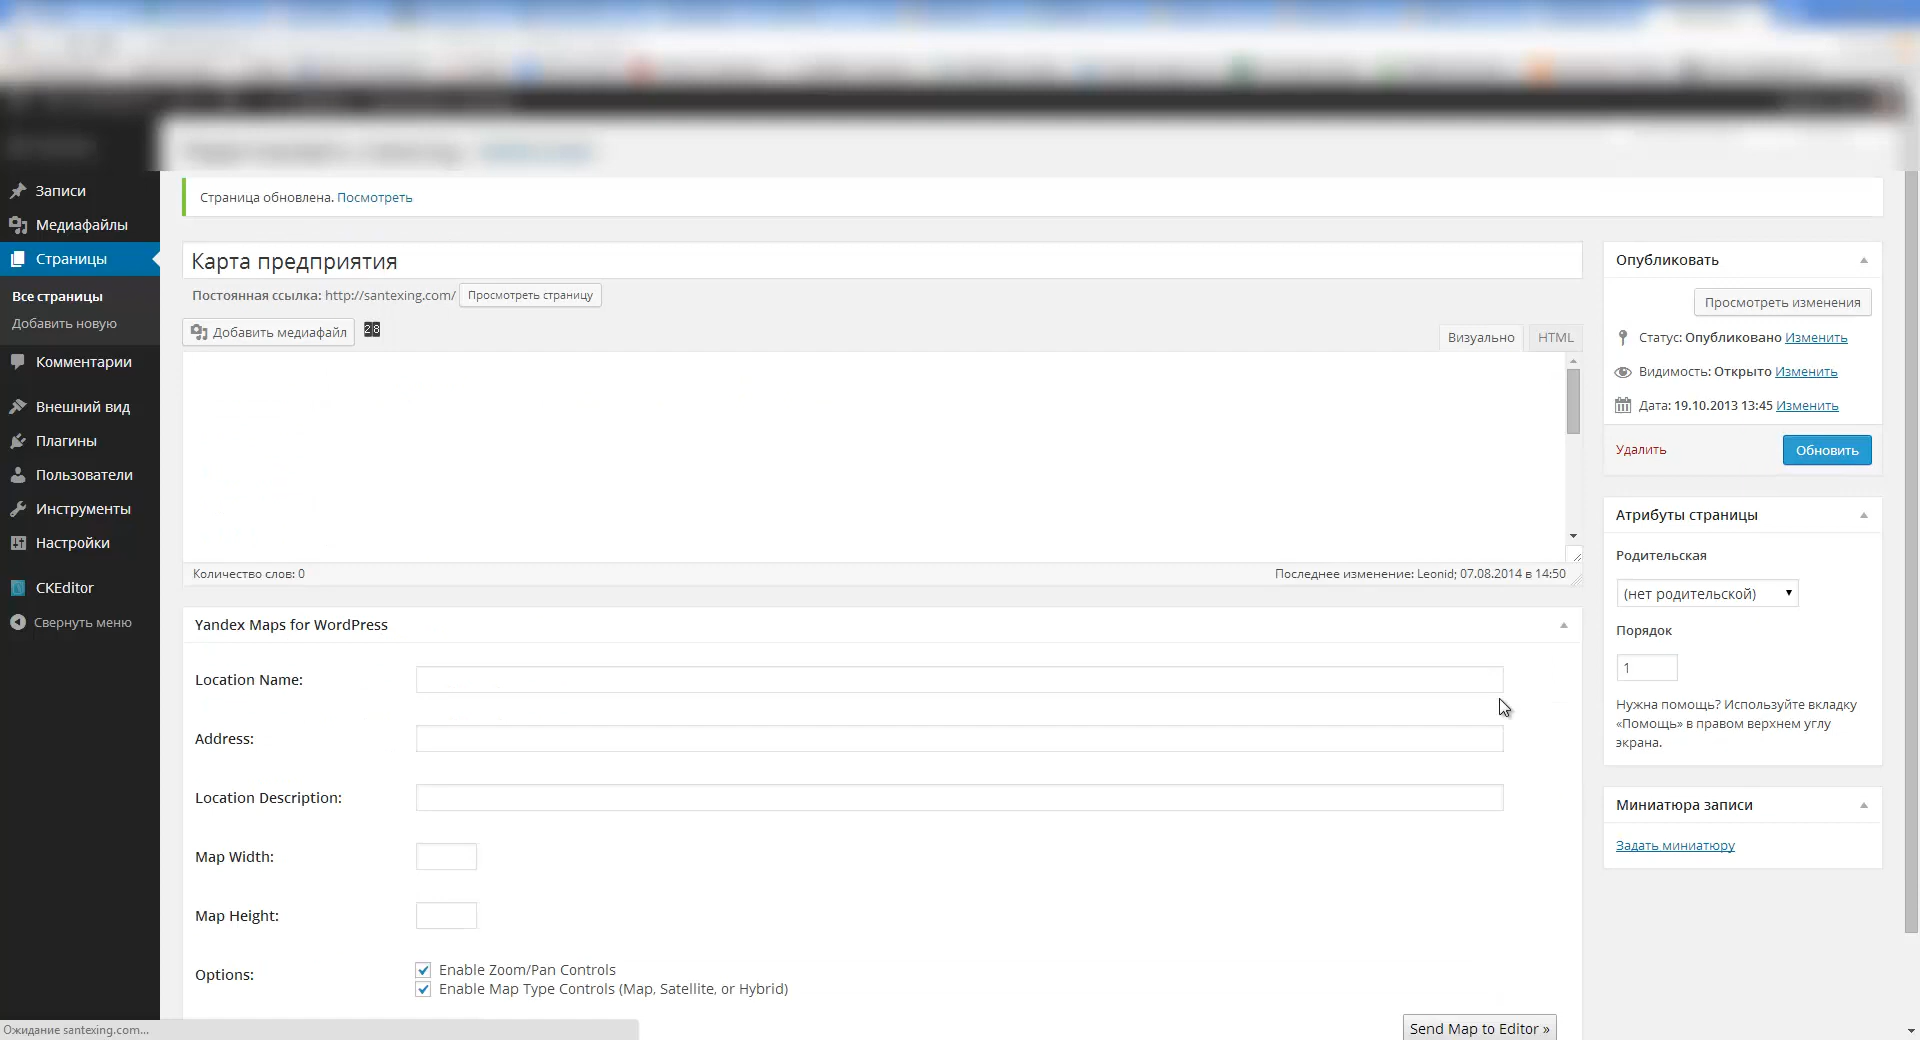 Записи
Медиафайлы
Страницы
Все страницы
Добавить новую
Комментарии
Внешний вид
Плагины
Пользователи
Инструменты
Настройки
CKEditor
Свернуть меню
Страница обновлена. Посмотреть
Карта предприятия
Постоянная ссылка: http://santexing.com/ Просмотреть страницу
Добавить медиафайл 28
Визуально HTML
Количество слов: 0 Последнее изменение: Leonid; 07.08.2014 в 14:50
Yandex Maps for WordPress
Location Name:
Address:
Location Description:
Map Width:
Map Height:
Options: Enable Zoom/Pan Controls
Enable Map Type Controls (Map, Satellite, or Hybrid)
Send Map to Editor »
Опубликовать
Просмотреть изменения
Статус: Опубликовано Изменить
Видимость: Открыто Изменить
Дата: 19.10.2013 13:45 Изменить
Удалить Обновить
Атрибуты страницы
Родительская
(нет родительской)
Порядок
1
Нужна помощь? Используйте вкладку
«Помощь» в правом верхнем углу
экрана.
Миниатюра записи
Задать миниатюру
Ожидание santexing.com...